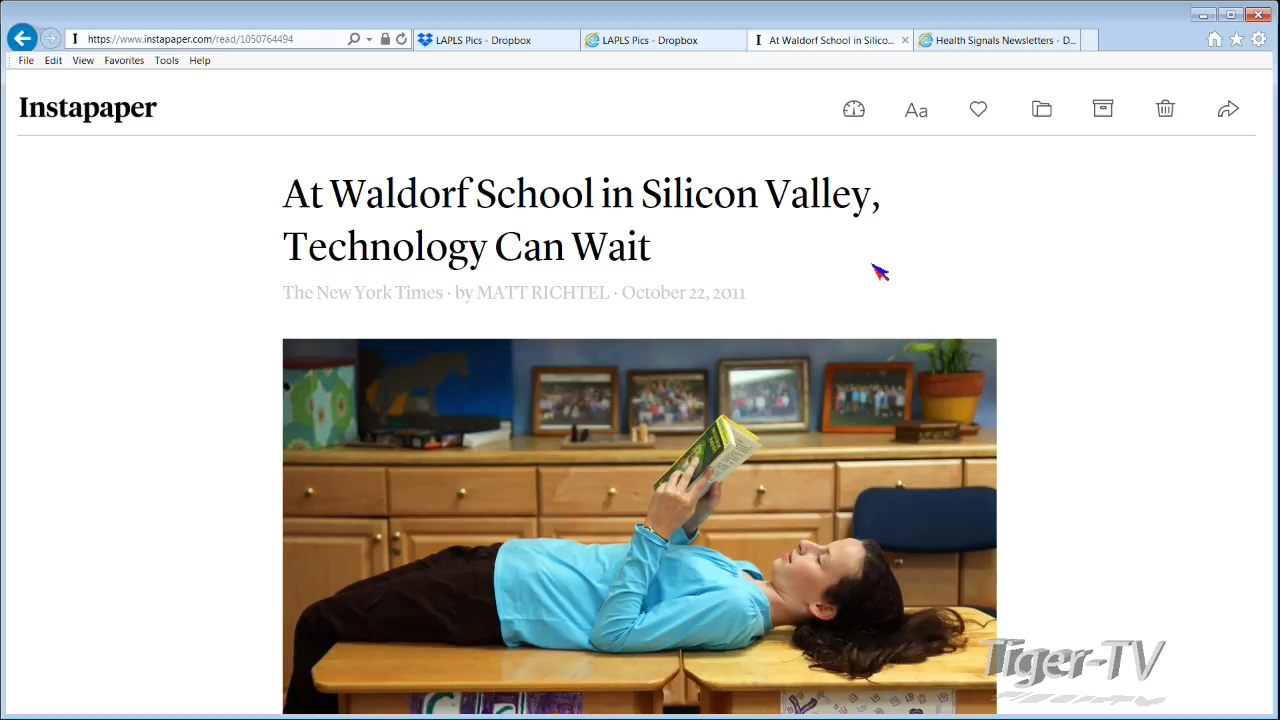 https://www.instapaper.com/read/1050764494
LAPLS Pics - Dropbox
LAPLS Pics - Dropbox
At Waldorf School in Silico...
Health Signals Newsletters - D...
File Edit View Favorites Tools Help
Instapaper
Aa
At Waldorf School in Silicon Valley,
Technology Can Wait
The New York Times · by MATT RICHTEL · October 22, 2011
Tiger-TV